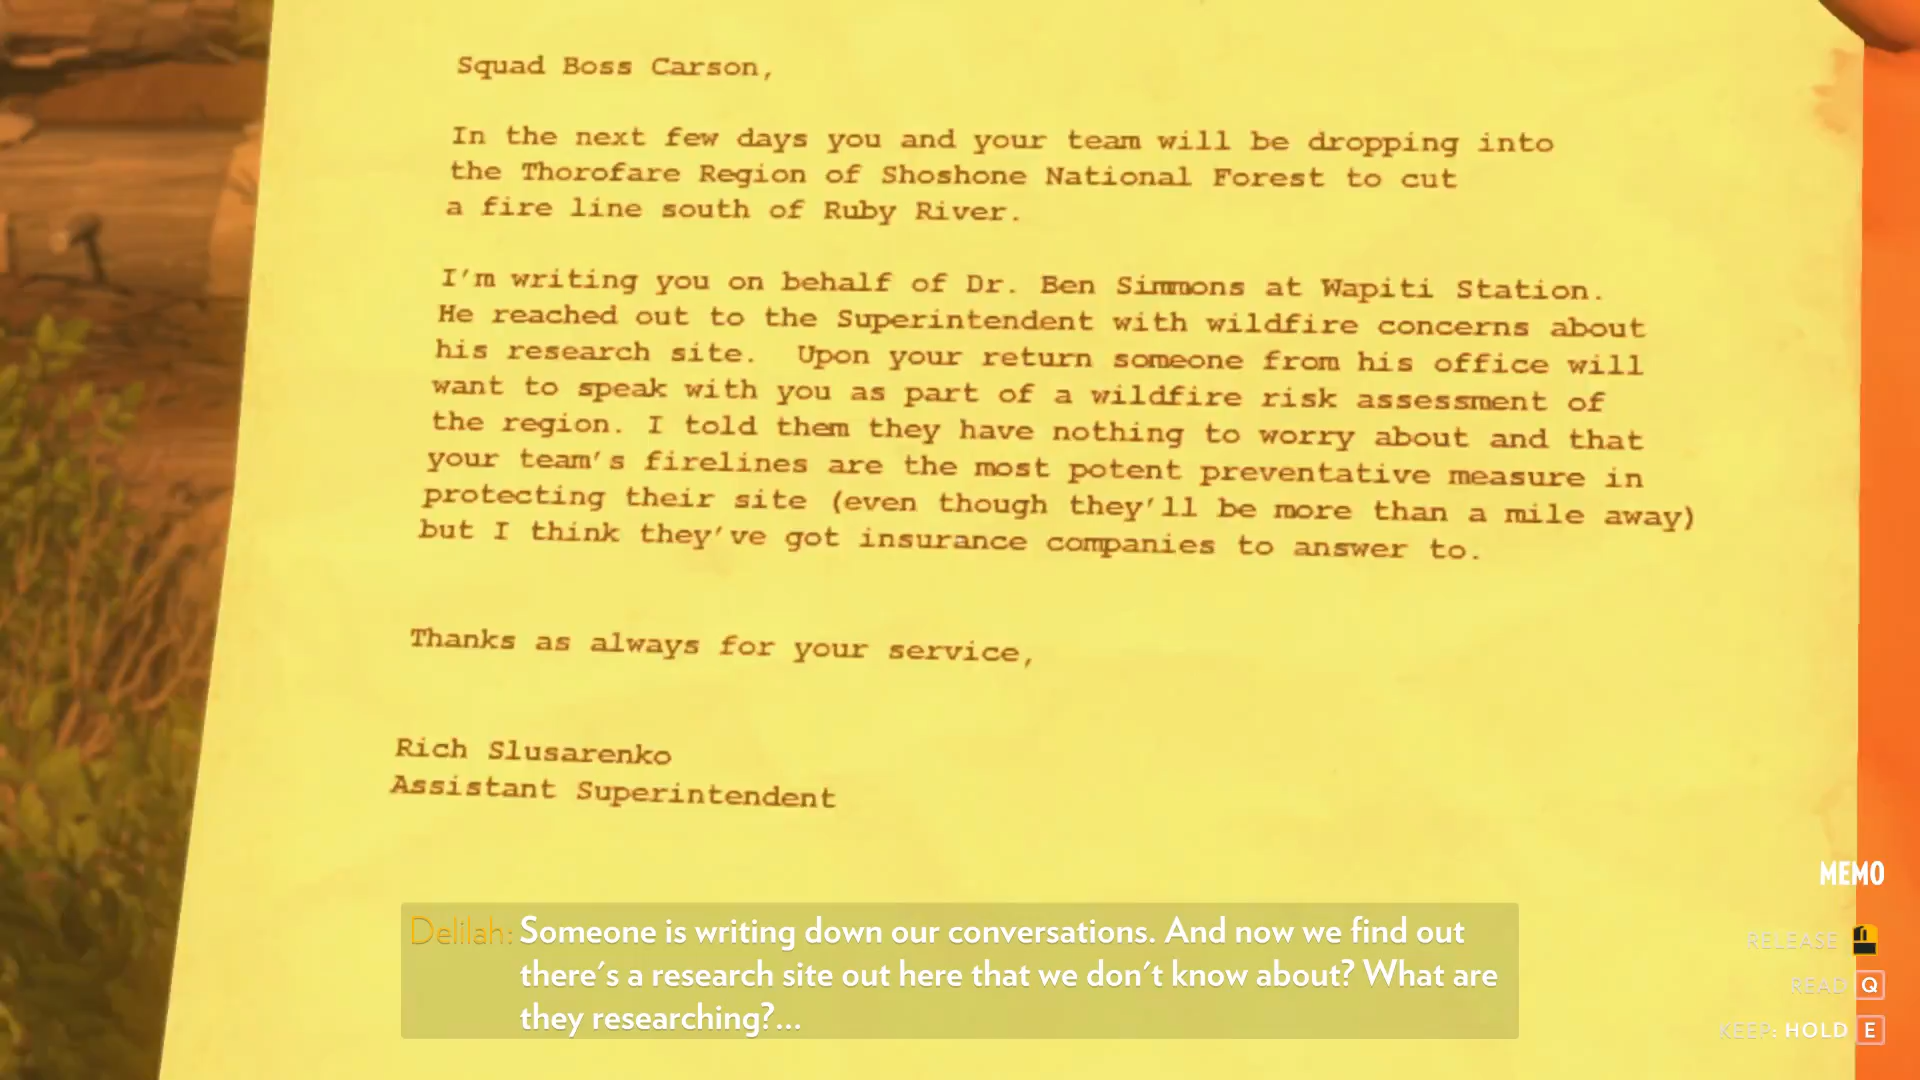 Squad Boss Carson,
In the next few days you and your team will be dropping into
the Thorofare Region of Shoshone National Forest to cut
a fire line south of Ruby River.
I'm writing you on behalf of Dr. Ben Simmons at Wapiti Station.
He reached out to the Superintendent with wildfire concerns about
his research site.  Upon your return someone from his office will
want to speak with you as part of a wildfire risk assessment of
the region. I told them they have nothing to worry about and that
your team's firelines are the most potent preventative measure in
protecting their site (even though they'll be more than a mile away)
but I think they've got insurance companies to answer to.
Thanks as always for your service,
Rich Slusarenko
Assistant Superintendent
Delilah: Someone is writing down our conversations. And now we find out
there's a research site out here that we don't know about? What are
they researching?...
MEMO
RELEASE
READ Q
KEEP: HOLD E